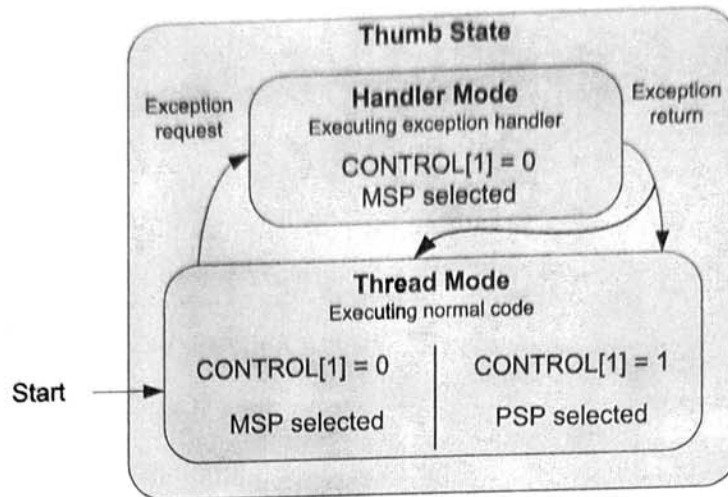 Thumb State
Exception
request
Handler Mode
Executing exception handler
CONTROL[1] = 0
MSP selected
Exception
return
Thread Mode
Executing normal code
Start
CONTROL[1] = 0
MSP selected
CONTROL[1] = 1
PSP selected